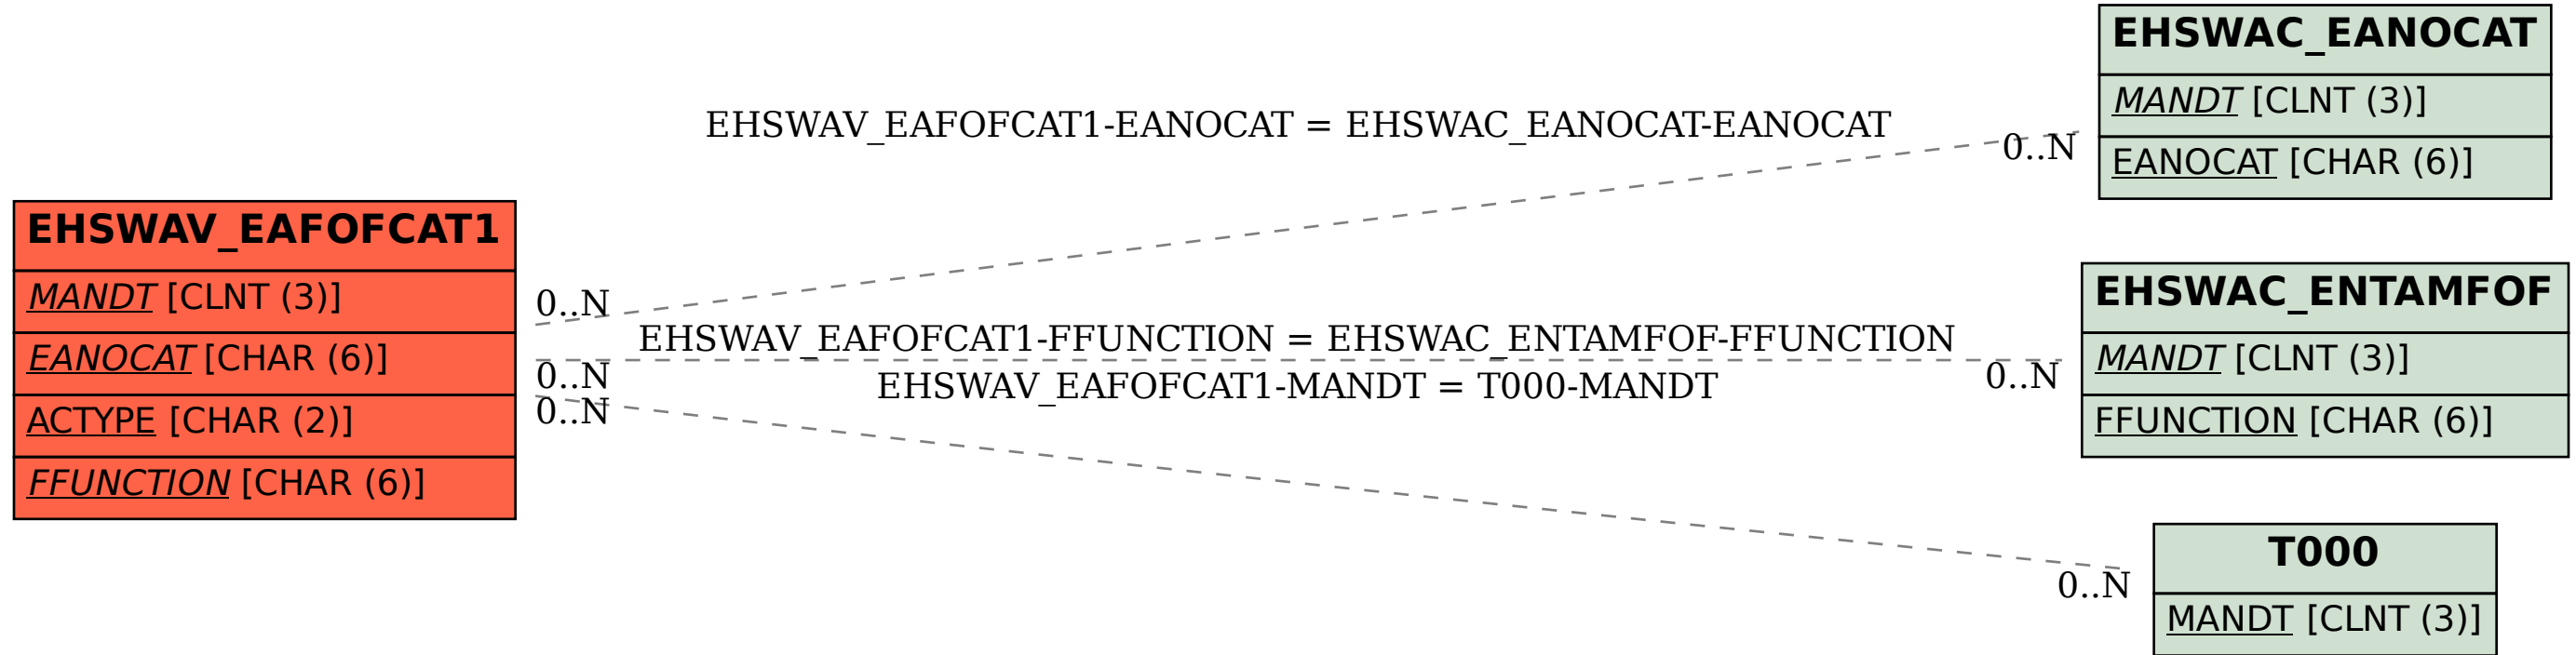 EHSWAV_EAFOFCAT1
MANDT [CLNT (3)]
EANOCAT [CHAR (6)]
ACTYPE [CHAR (2)]
FFUNCTION [CHAR (6)]
EHSWAV_EAFOFCAT1-EANOCAT = EHSWAC_EANOCAT-EANOCAT
0..N
0..N
EHSWAV_EAFOFCAT1-FFUNCTION = EHSWAC_ENTAMFOF-FFUNCTION
0..N
0..N
EHSWAV_EAFOFCAT1-MANDT = T000-MANDT
0..N
0..N
EHSWAC_EANOCAT
MANDT [CLNT (3)]
EANOCAT [CHAR (6)]
EHSWAC_ENTAMFOF
MANDT [CLNT (3)]
FFUNCTION [CHAR (6)]
T000
MANDT [CLNT (3)]